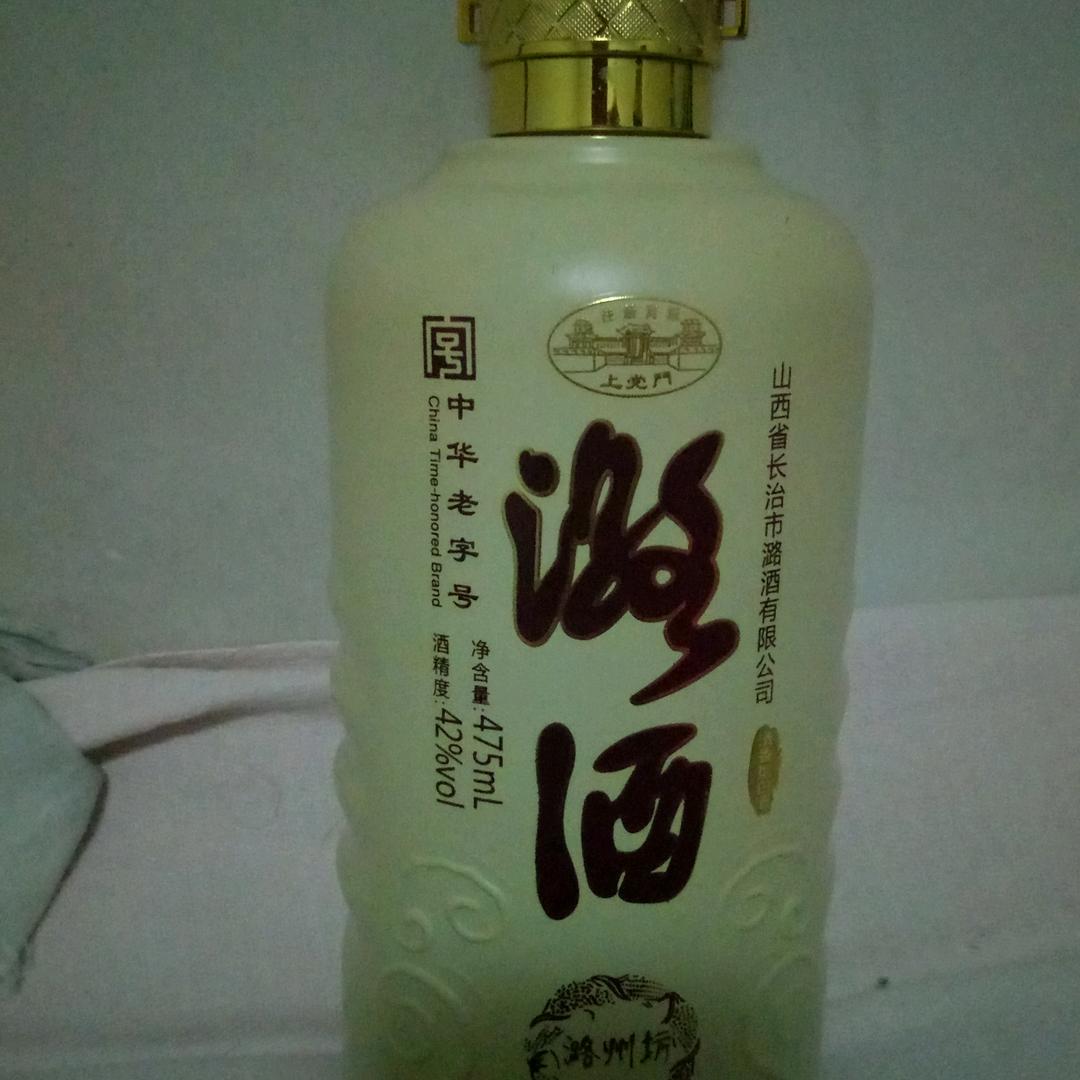 上党門
潞酒
中华老字号
China Time-honored Brand
净含量:475mL
酒精度:42%vol
山西省长治市潞酒有限公司
潞州坊